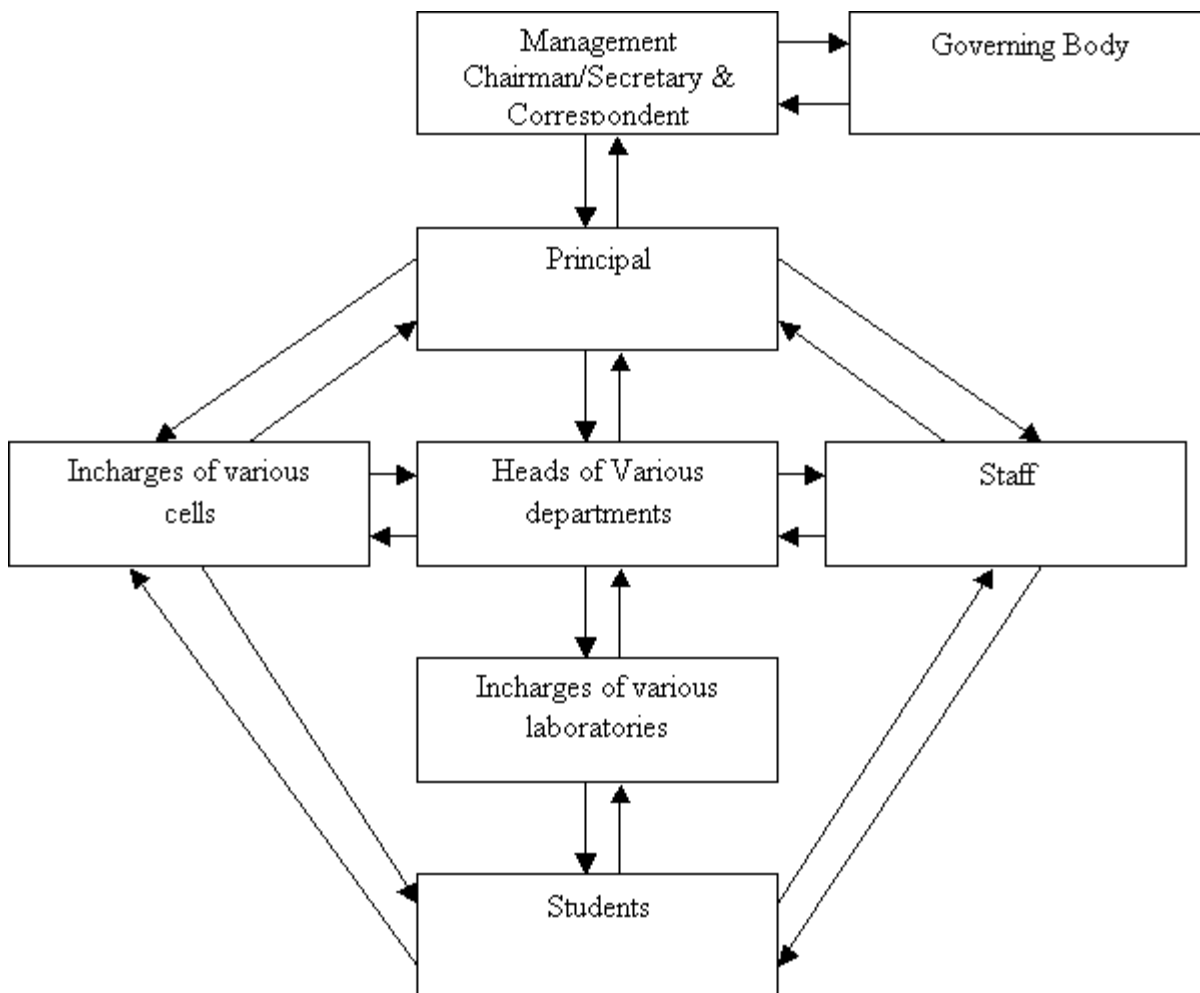 Management
Chairman/Secretary &
Correspondent
Governing Body
Principal
Incharges of various
cells
Heads of Various
departments
Staff
Incharges of various
laboratories
Students